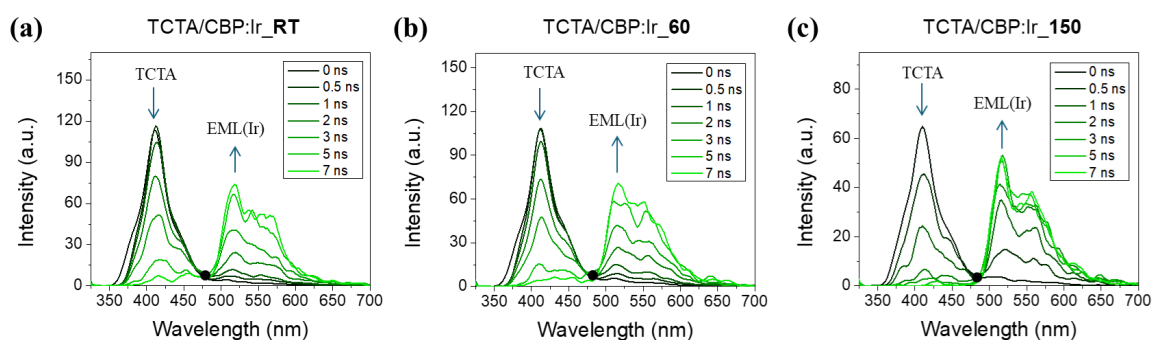 (a) TCTA/CBP:Ir_RT
TCTA
EML(Ir)
0 ns
0.5 ns
1 ns
2 ns
3 ns
5 ns
7 ns
150
120
90
60
30
0
Intensity (a.u.)
350 400 450 500 550 600 650 700
Wavelength (nm)
(b) TCTA/CBP:Ir_60
TCTA
EML(Ir)
0 ns
0.5 ns
1 ns
2 ns
3 ns
5 ns
7 ns
150
120
90
60
30
0
Intensity (a.u.)
350 400 450 500 550 600 650 700
Wavelength (nm)
(c) TCTA/CBP:Ir_150
TCTA
EML(Ir)
0 ns
0.5 ns
1 ns
2 ns
3 ns
5 ns
7 ns
80
60
40
20
0
Intensity (a.u.)
350 400 450 500 550 600 650 700
Wavelength (nm)